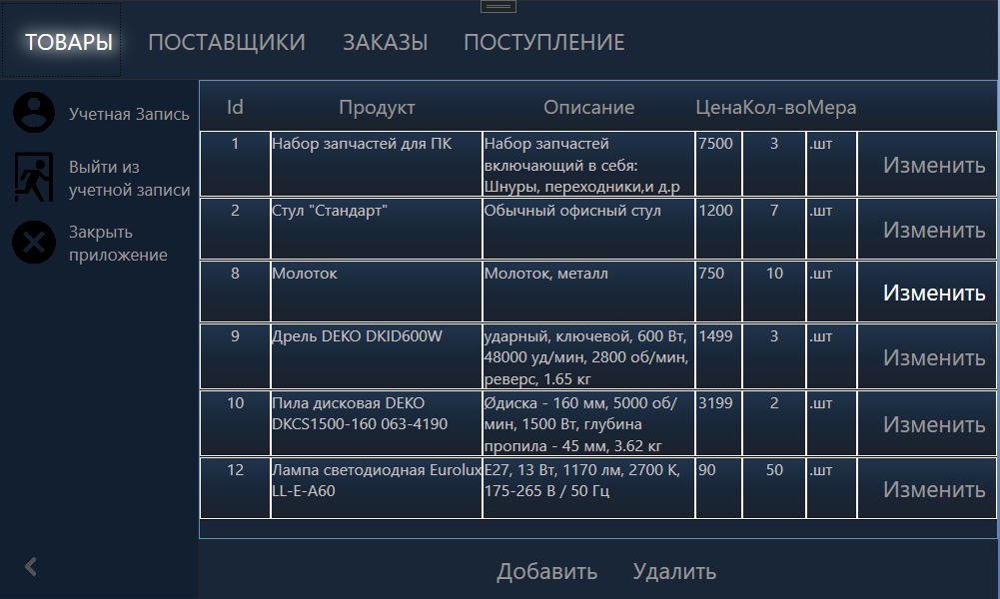 ТОВАРЫ ПОСТАВЩИКИ ЗАКАЗЫ ПОСТУПЛЕНИЕ
Учетная Запись
Выйти из
учетной записи
Закрыть
приложение
Id Продукт Описание Цена Кол-во Мера
1 Набор запчастей для ПК Набор запчастей 7500 3 .шт
включающий в себя:
Шнуры, переходники,и д.р
Изменить
2 Стул "Стандарт" Обычный офисный стул 1200 7 .шт
Изменить
8 Молоток Молоток, металл 750 10 .шт
Изменить
9 Дрель DEKO DKID600W ударный, ключевой, 600 Вт, 1499 3 .шт
48000 уд/мин, 2800 об/мин,
реверс, 1.65 кг
Изменить
10 Пила дисковая DEKO Øдиска - 160 мм, 5000 об/ 3199 2 .шт
DKCS1500-160 063-4190 мин, 1500 Вт, глубина
пропила - 45 мм, 3.62 кг
Изменить
12 Лампа светодиодная Eurolux E27, 13 Вт, 1170 лм, 2700 К, 90 50 .шт
LL-E-A60 175-265 В / 50 Гц
Изменить
Добавить Удалить